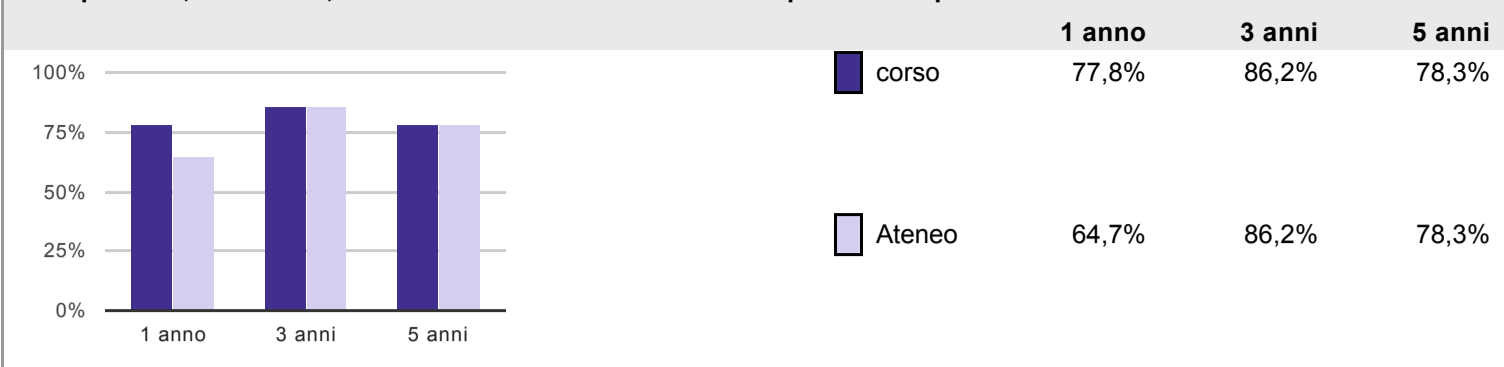 1 anno 3 anni 5 anni
100%
75%
50%
25%
0%
1 anno 3 anni 5 anni
corso 77,8% 86,2% 78,3%
Ateneo 64,7% 86,2% 78,3%